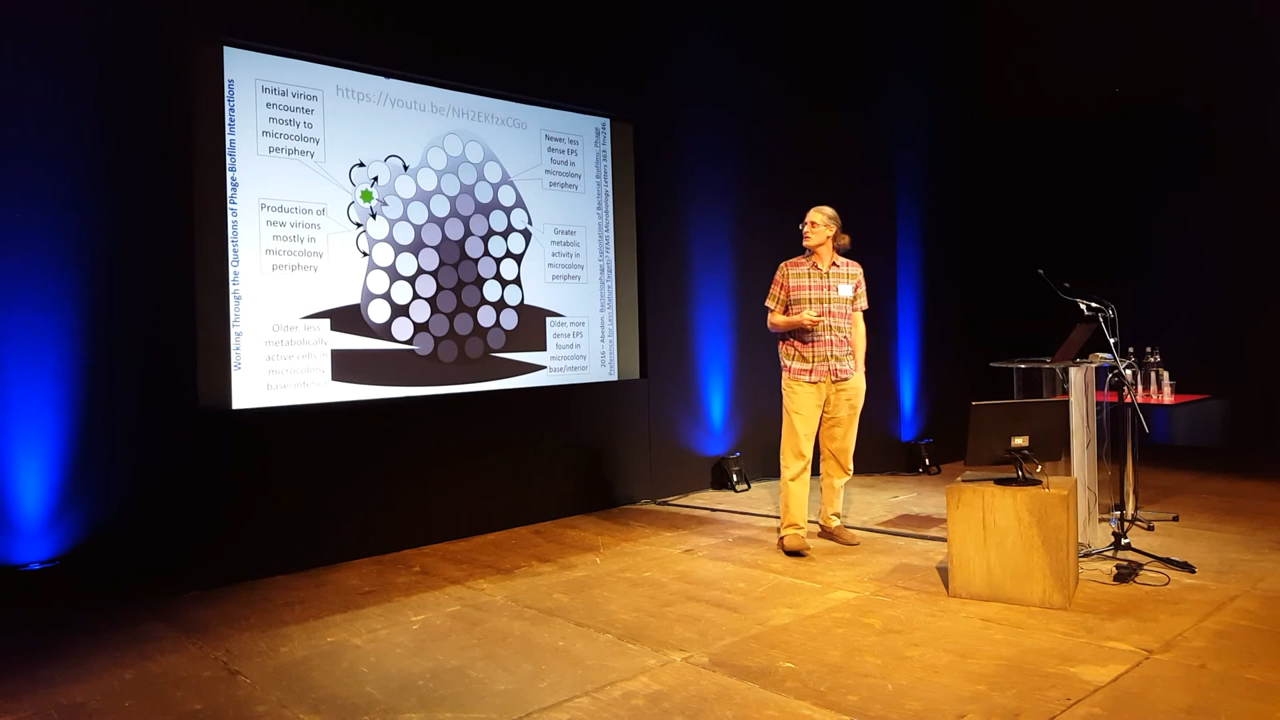 Working Through the Questions of Phage-Biofilm Interactions
https://youtu.be/NH2EKfzxCGo
Initial virion
encounter
mostly to
microcolony
periphery
Production of
new virions
mostly in
microcolony
periphery
Older, less
metabolically
active cells in
microcolony
base/interior
Newer, less
dense EPS
found in
microcolony
periphery
Greater
metabolic
activity in
microcolony
periphery
Older, more
dense EPS
found in
microcolony
base/interior
2016 – Abedon. Bacteriophage Exploitation of Bacterial Biofilms: Phage
Preference for Less Mature Targets? FEMS Microbiology Letters 363: fnv246.